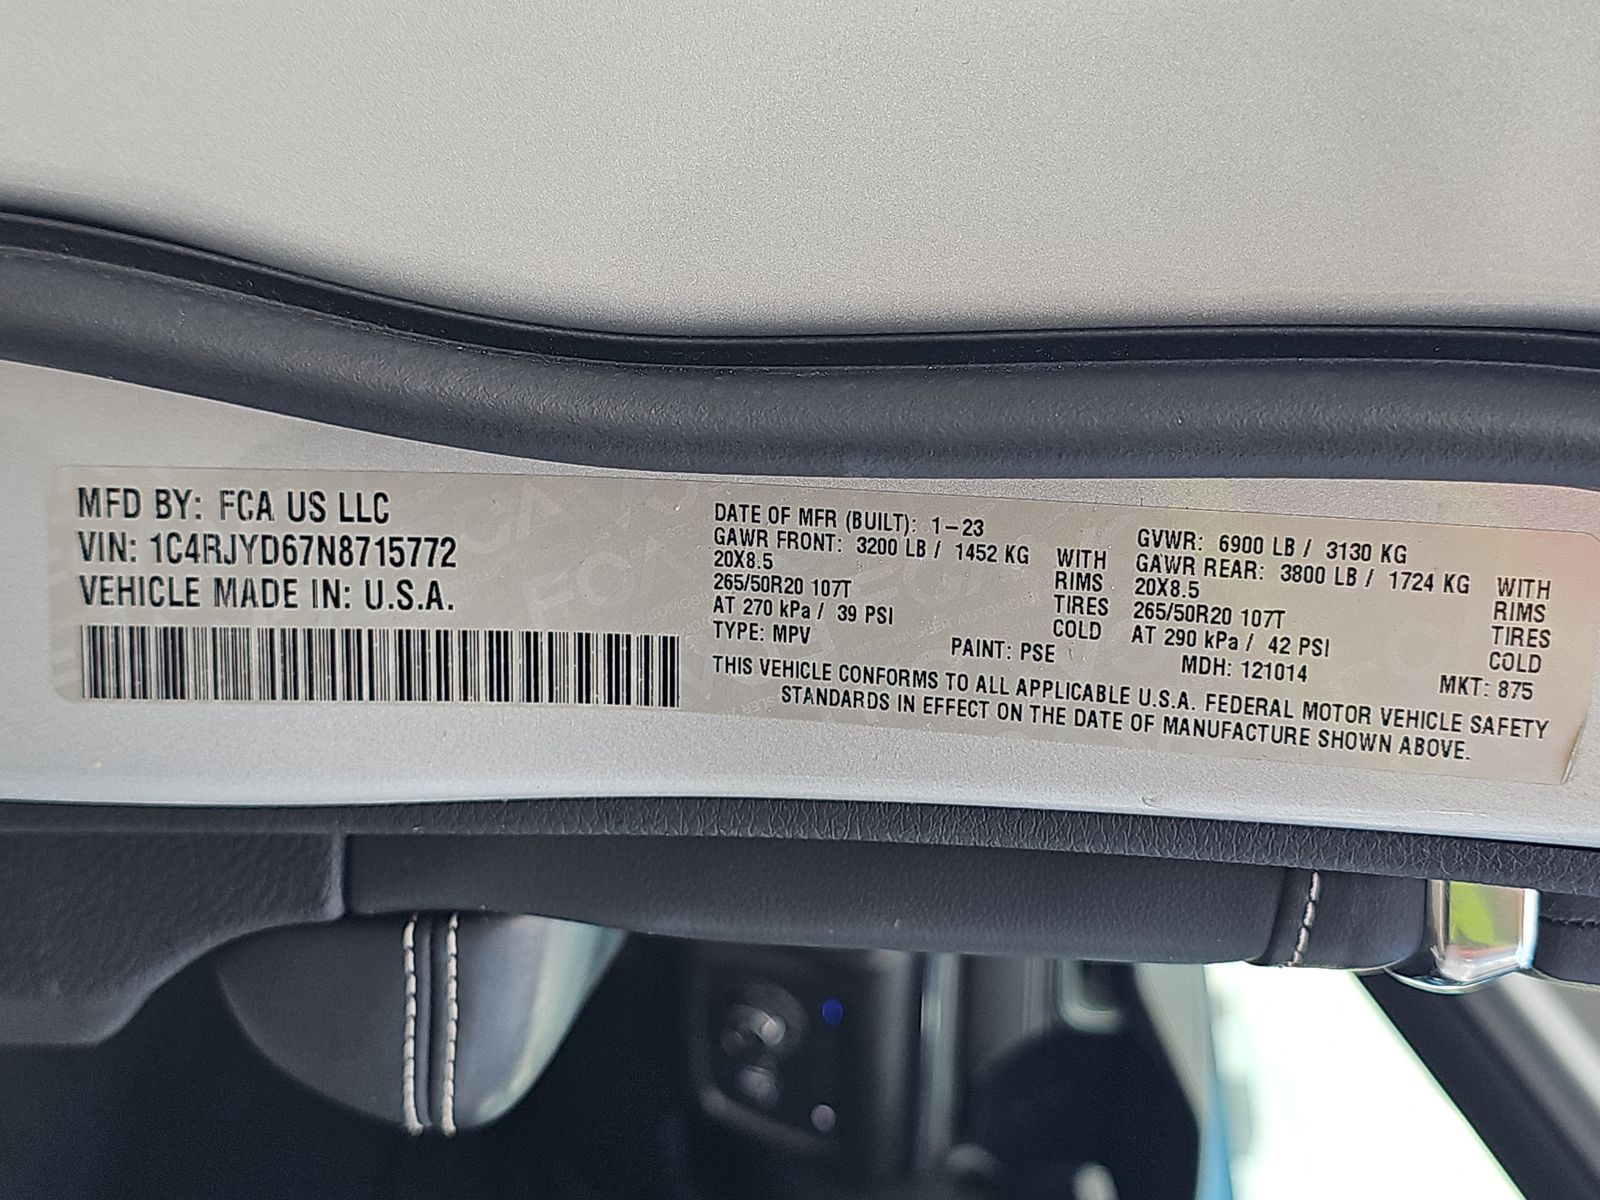 MFD BY: FCA US LLC
VIN: 1C4RJYD67N8715772
VEHICLE MADE IN: U.S.A.
DATE OF MFR (BUILT): 1-23
GAWR FRONT: 3200 LB / 1452 KG WITH
20X8.5 RIMS
265/50R20 107T TIRES
AT 270 kPa / 39 PSI COLD
TYPE: MPV PAINT: PSE
GVWR: 6900 LB / 3130 KG
GAWR REAR: 3800 LB / 1724 KG WITH
20X8.5 RIMS
265/50R20 107T TIRES
AT 290 kPa / 42 PSI COLD
MDH: 121014 MKT: 875
THIS VEHICLE CONFORMS TO ALL APPLICABLE U.S.A. FEDERAL MOTOR VEHICLE SAFETY
STANDARDS IN EFFECT ON THE DATE OF MANUFACTURE SHOWN ABOVE.